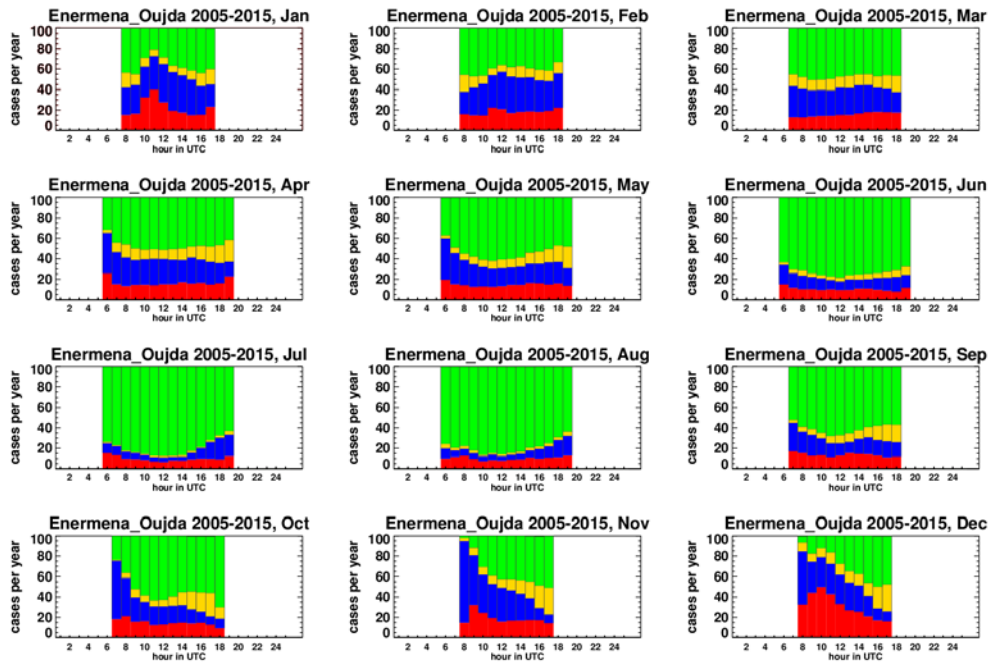 Enermena_Oujda 2005-2015, Jan
cases per year
100
80
60
40
20
0
2 4 6 8 10 12 14 16 18 20 22 24
hour in UTC
Enermena_Oujda 2005-2015, Feb
cases per year
100
80
60
40
20
0
2 4 6 8 10 12 14 16 18 20 22 24
hour in UTC
Enermena_Oujda 2005-2015, Mar
cases per year
100
80
60
40
20
0
2 4 6 8 10 12 14 16 18 20 22 24
hour in UTC
Enermena_Oujda 2005-2015, Apr
cases per year
100
80
60
40
20
0
2 4 6 8 10 12 14 16 18 20 22 24
hour in UTC
Enermena_Oujda 2005-2015, May
cases per year
100
80
60
40
20
0
2 4 6 8 10 12 14 16 18 20 22 24
hour in UTC
Enermena_Oujda 2005-2015, Jun
cases per year
100
80
60
40
20
0
2 4 6 8 10 12 14 16 18 20 22 24
hour in UTC
Enermena_Oujda 2005-2015, Jul
cases per year
100
80
60
40
20
0
2 4 6 8 10 12 14 16 18 20 22 24
hour in UTC
Enermena_Oujda 2005-2015, Aug
cases per year
100
80
60
40
20
0
2 4 6 8 10 12 14 16 18 20 22 24
hour in UTC
Enermena_Oujda 2005-2015, Sep
cases per year
100
80
60
40
20
0
2 4 6 8 10 12 14 16 18 20 22 24
hour in UTC
Enermena_Oujda 2005-2015, Oct
cases per year
100
80
60
40
20
0
2 4 6 8 10 12 14 16 18 20 22 24
hour in UTC
Enermena_Oujda 2005-2015, Nov
cases per year
100
80
60
40
20
0
2 4 6 8 10 12 14 16 18 20 22 24
hour in UTC
Enermena_Oujda 2005-2015, Dec
cases per year
100
80
60
40
20
0
2 4 6 8 10 12 14 16 18 20 22 24
hour in UTC